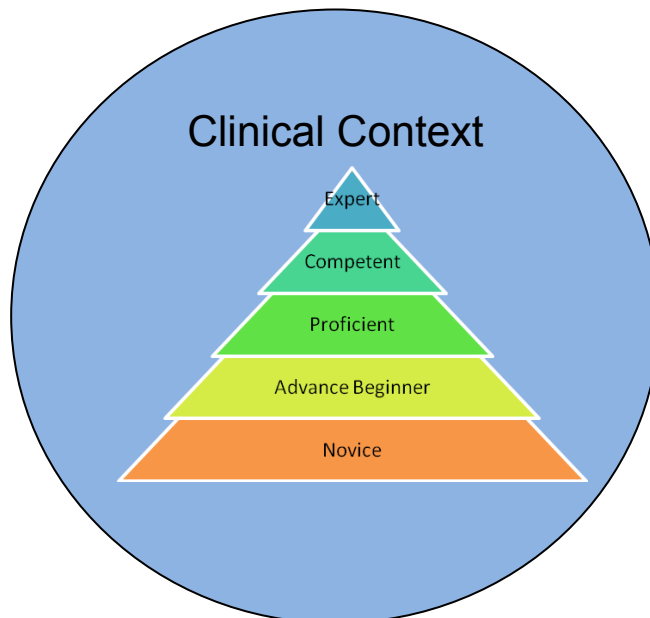 Clinical Context
Expert
Competent
Proficient
Advance Beginner
Novice